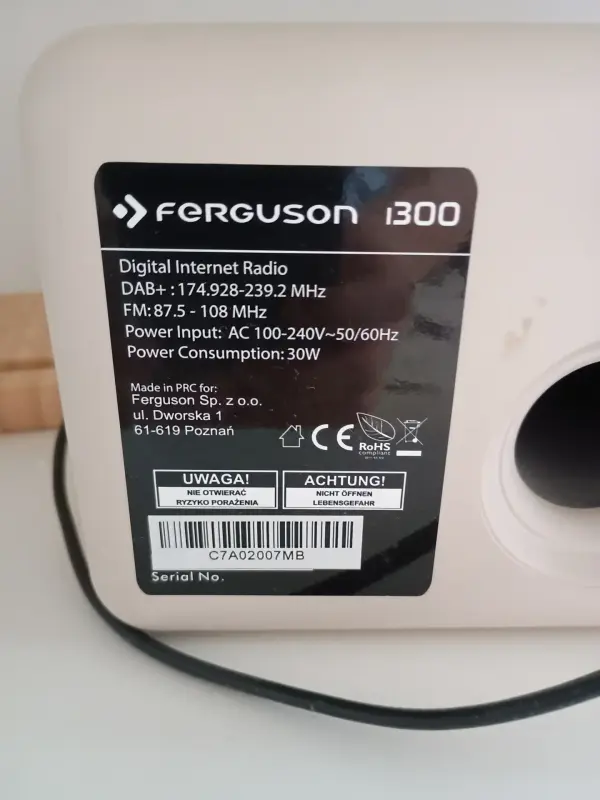 FERGUSON i300
Digital Internet Radio
DAB+ : 174.928-239.2 MHz
FM: 87.5 - 108 MHz
Power Input: AC 100-240V~50/60Hz
Power Consumption: 30W
Made in PRC for:
Ferguson Sp. z o.o.
ul. Dworska 1
61-619 Poznań
CE
RoHS
compliant
UWAGA!
NIE OTWIERAĆ
RYZYKO PORAŻENIA
ACHTUNG!
NICHT ÖFFNEN
LEBENSGEFAHR
C7A02007MB
Serial No.